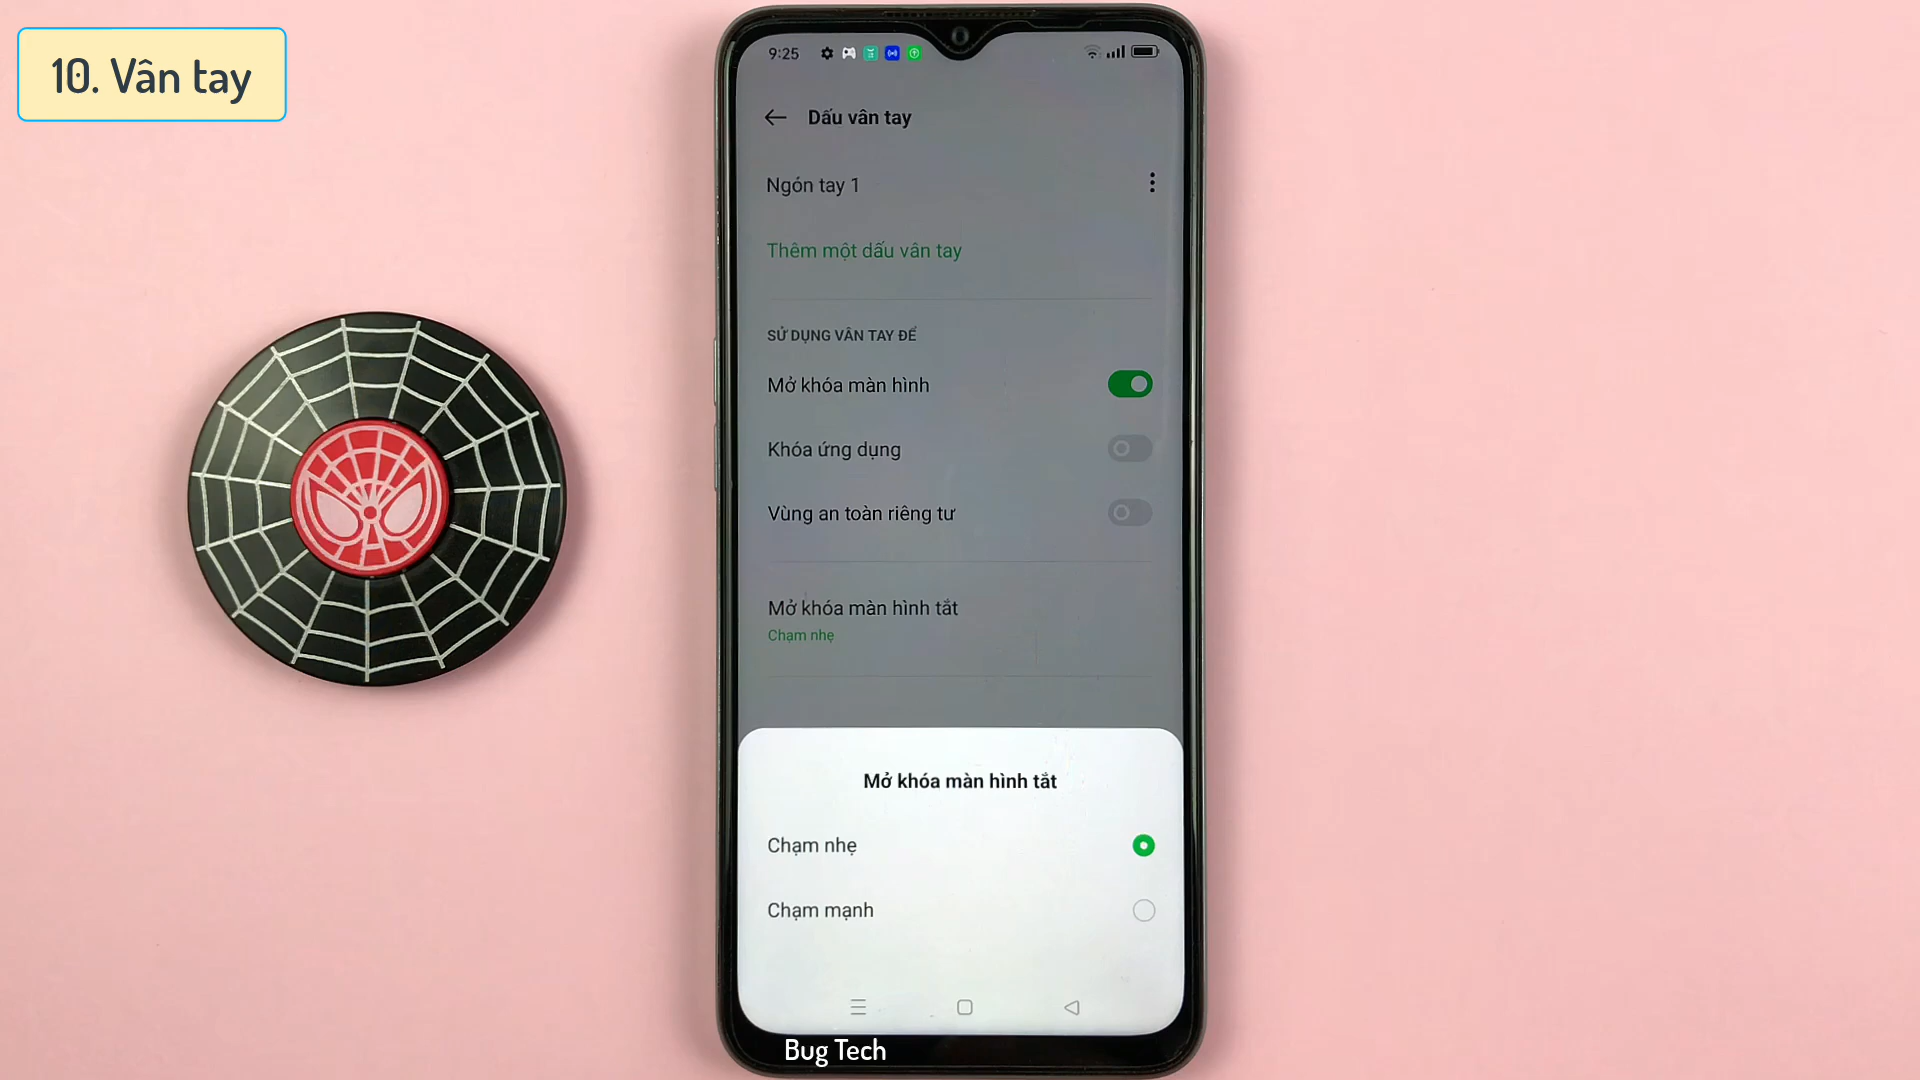 10. Vân tay
9:25
Dấu vân tay
Ngón tay 1
Thêm một dấu vân tay
SỬ DỤNG VÂN TAY ĐỂ
Mở khóa màn hình
Khóa ứng dụng
Vùng an toàn riêng tư
Mở khóa màn hình tắt
Chạm nhẹ
Mở khóa màn hình tắt
Chạm nhẹ
Chạm mạnh
Bug Tech